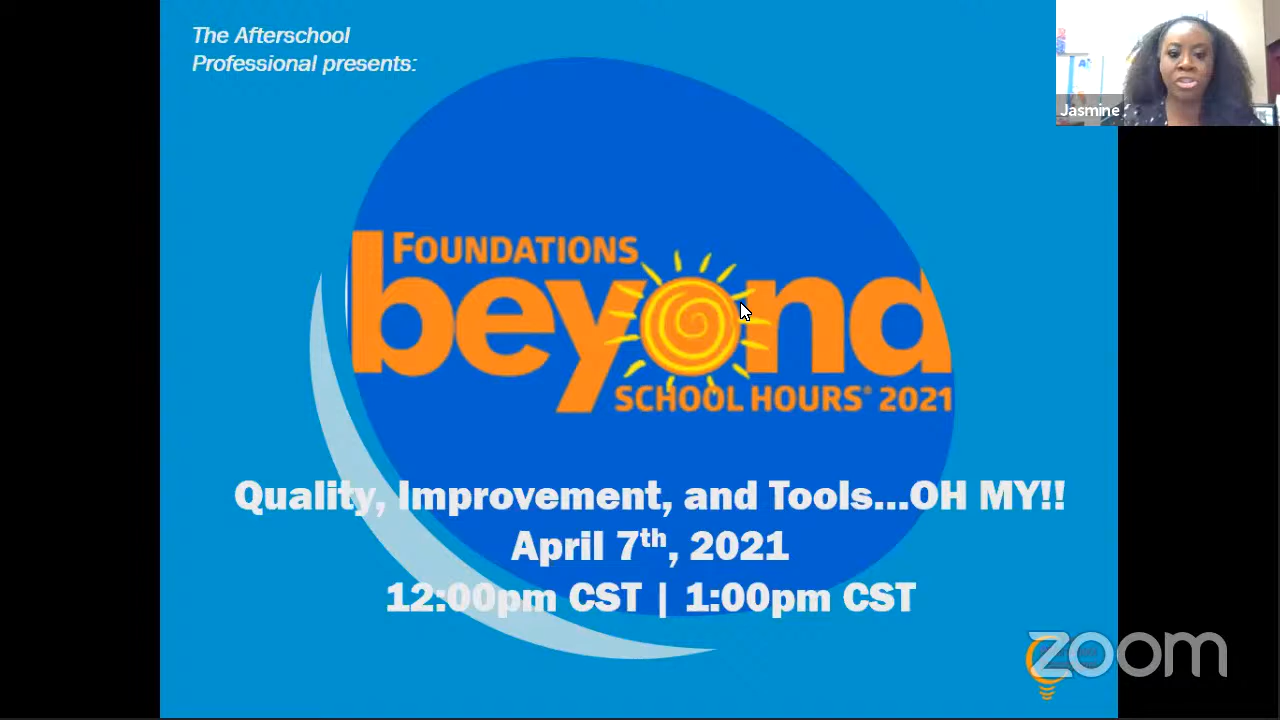 The Afterschool
Professional presents:
Jasmine
FOUNDATIONS
beyond
SCHOOL HOURS® 2021
Quality, Improvement, and Tools...OH MY!!
April 7th, 2021
12:00pm CST | 1:00pm CST
zoom